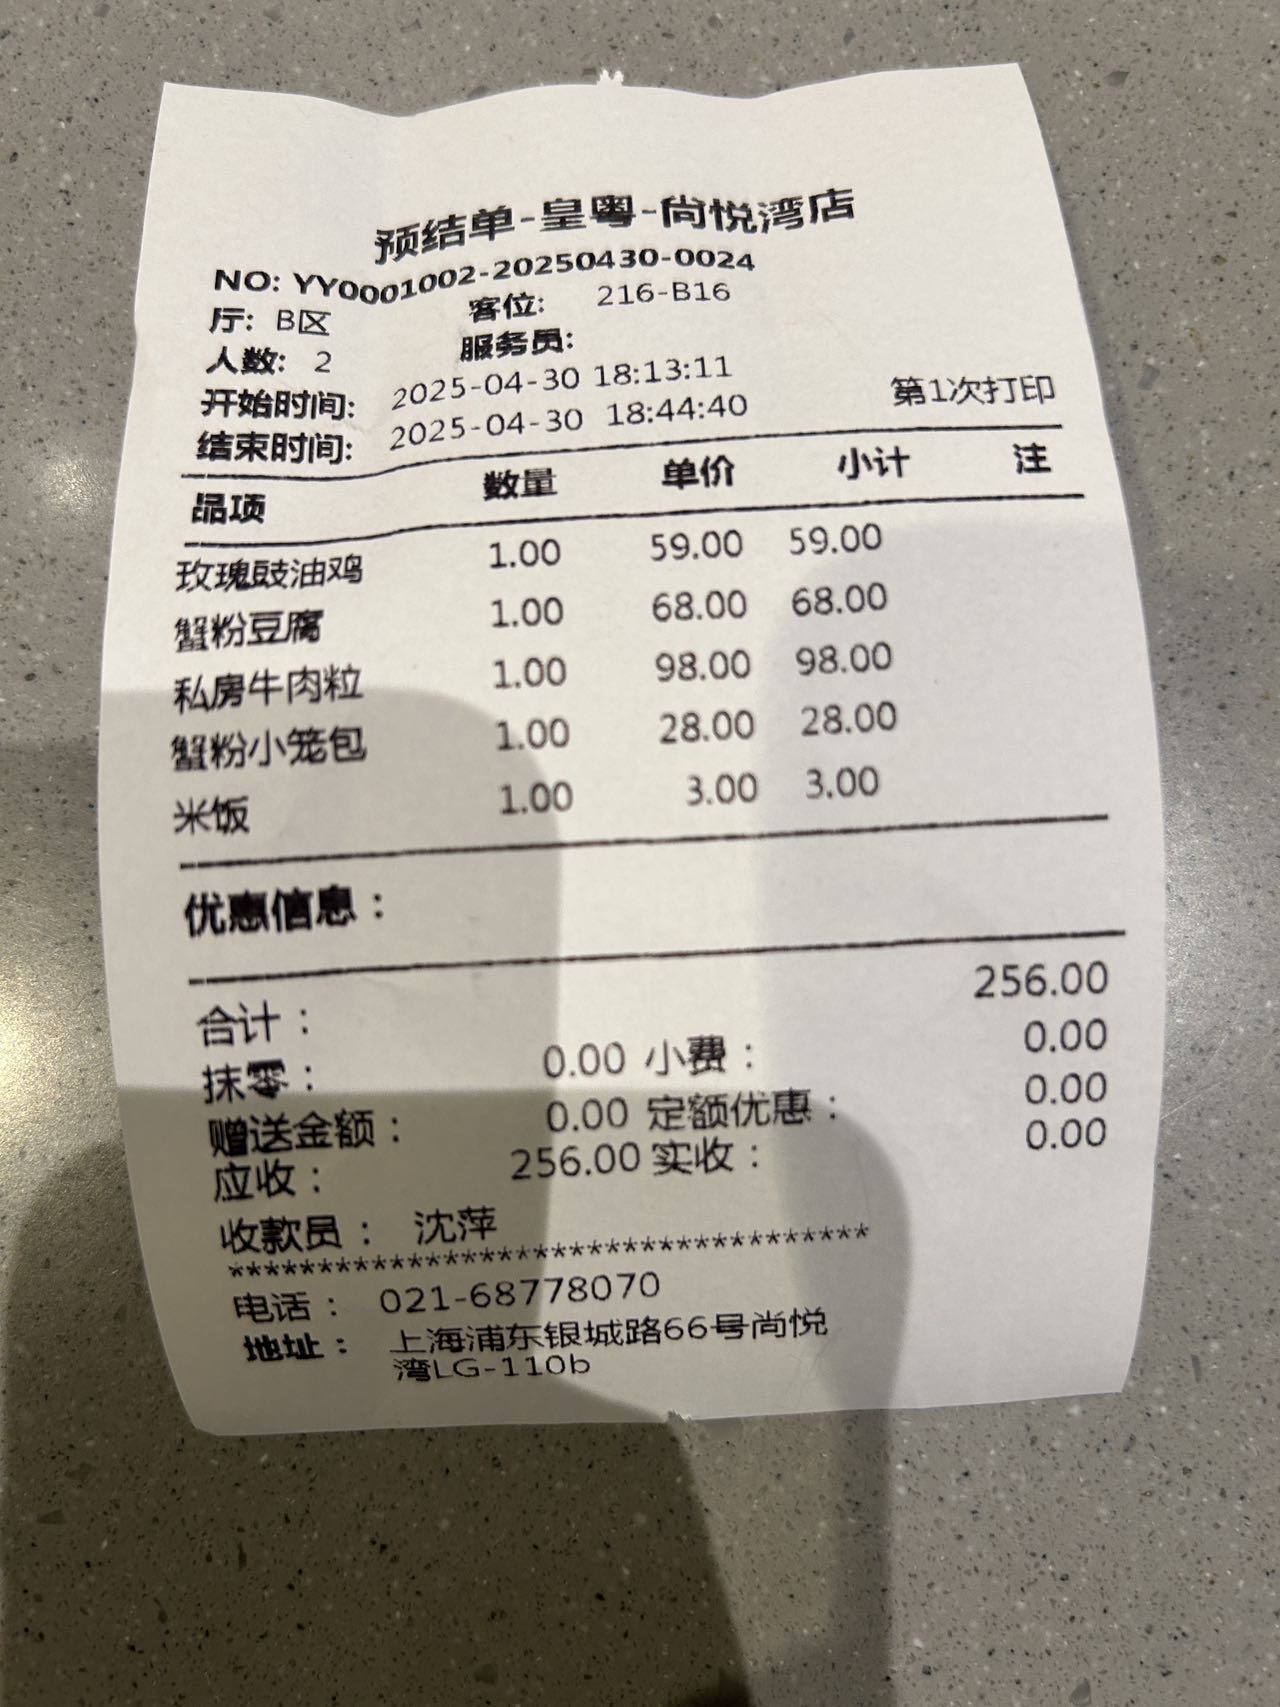 预结单-皇粤-尚悦湾店
NO: YY0001002-20250430-0024
厅: B区 客位: 216-B16
人数: 2 服务员:
开始时间: 2025-04-30 18:13:11
结束时间: 2025-04-30 18:44:40 第1次打印
品项 数量 单价 小计 注
玫瑰豉油鸡 1.00 59.00 59.00
蟹粉豆腐 1.00 68.00 68.00
私房牛肉粒 1.00 98.00 98.00
蟹粉小笼包 1.00 28.00 28.00
米饭 1.00 3.00 3.00
优惠信息：
合计： 256.00
抹零： 0.00 小费： 0.00
赠送金额： 0.00 定额优惠： 0.00
应收： 256.00 实收： 0.00
收款员： 沈萍
********************************************
电话： 021-68778070
地址： 上海浦东银城路66号尚悦
湾LG-110b